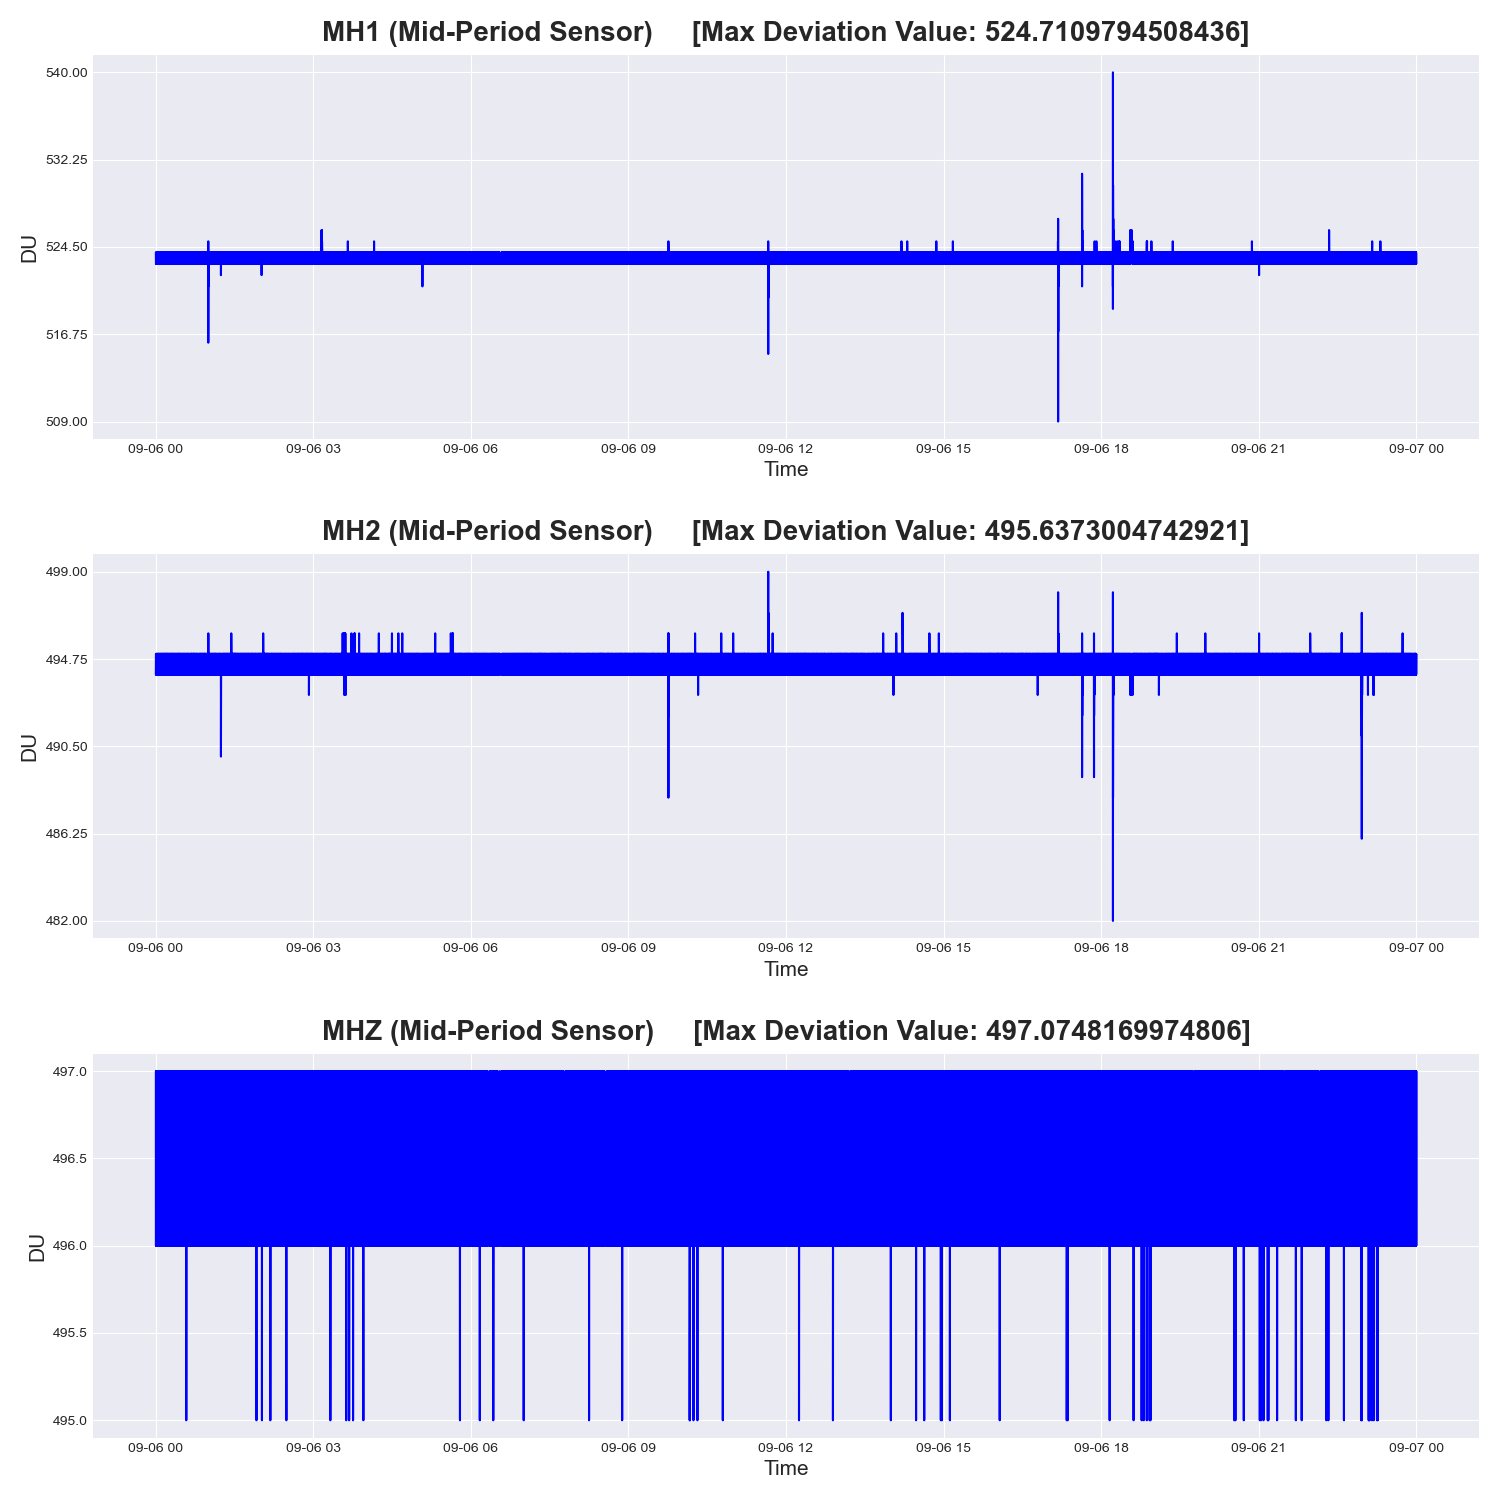 MH1 (Mid-Period Sensor) [Max Deviation Value: 524.7109794508436]
540.00
532.25
524.50
516.75
509.00
DU
09-06 00 09-06 03 09-06 06 09-06 09 09-06 12 09-06 15 09-06 18 09-06 21 09-07 00
Time
MH2 (Mid-Period Sensor) [Max Deviation Value: 495.6373004742921]
499.00
494.75
490.50
486.25
482.00
DU
09-06 00 09-06 03 09-06 06 09-06 09 09-06 12 09-06 15 09-06 18 09-06 21 09-07 00
Time
MHZ (Mid-Period Sensor) [Max Deviation Value: 497.0748169974806]
497.0
496.5
496.0
495.5
495.0
DU
09-06 00 09-06 03 09-06 06 09-06 09 09-06 12 09-06 15 09-06 18 09-06 21 09-07 00
Time